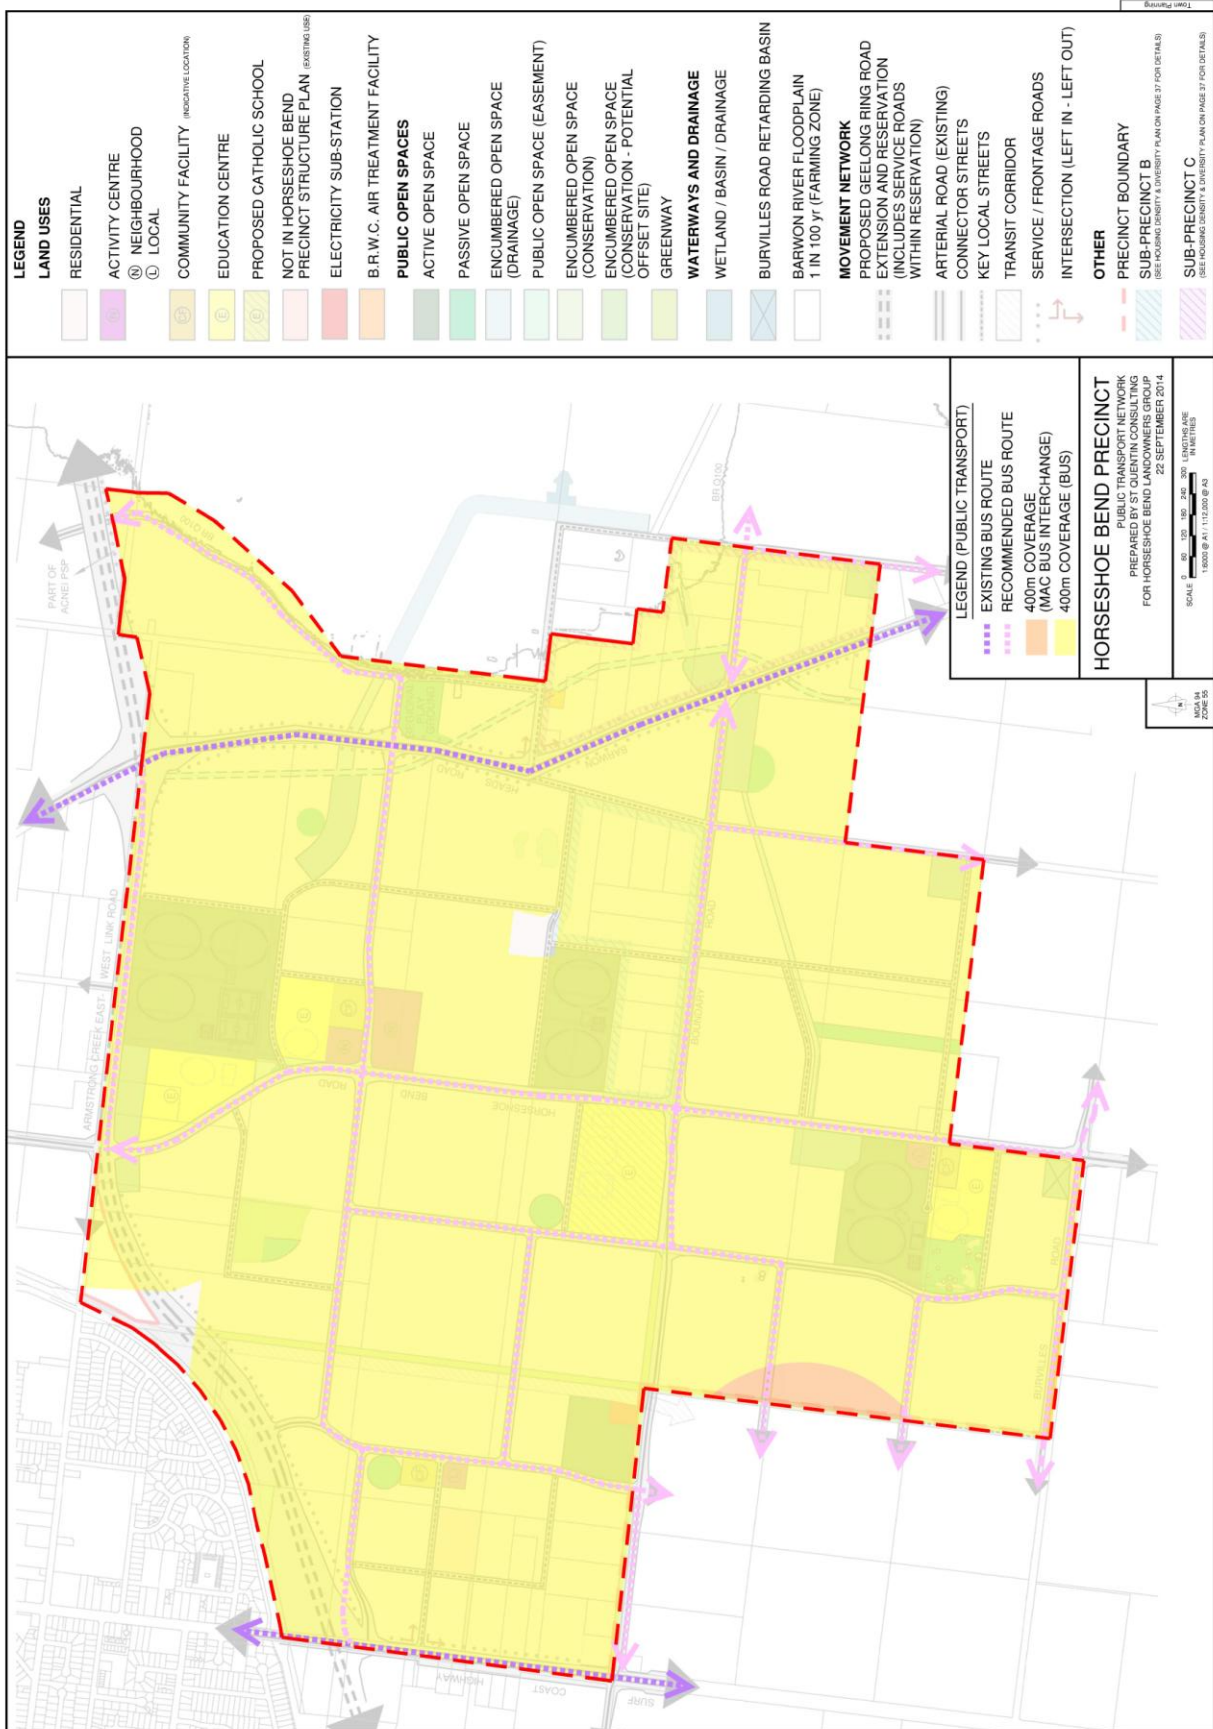 Town Planning
LEGEND
LAND USES
RESIDENTIAL
ACTIVITY CENTRE
N NEIGHBOURHOOD
L LOCAL
COMMUNITY FACILITY (INDICATIVE LOCATION)
EDUCATION CENTRE
PROPOSED CATHOLIC SCHOOL
NOT IN HORSESHOE BEND
PRECINCT STRUCTURE PLAN (EXISTING USE)
ELECTRICITY SUB-STATION
B.R.W.C. AIR TREATMENT FACILITY
PUBLIC OPEN SPACES
ACTIVE OPEN SPACE
PASSIVE OPEN SPACE
ENCUMBERED OPEN SPACE
(DRAINAGE)
PUBLIC OPEN SPACE (EASEMENT)
ENCUMBERED OPEN SPACE
(CONSERVATION)
ENCUMBERED OPEN SPACE
(CONSERVATION - POTENTIAL
OFFSET SITE)
GREENWAY
WATERWAYS AND DRAINAGE
WETLAND / BASIN / DRAINAGE
BURVILLES ROAD RETARDING BASIN
BARWON RIVER FLOODPLAIN
1 IN 100 yr (FARMING ZONE)
MOVEMENT NETWORK
PROPOSED GEELONG RING ROAD
EXTENSION AND RESERVATION
(INCLUDES SERVICE ROADS
WITHIN RESERVATION)
ARTERIAL ROAD (EXISTING)
CONNECTOR STREETS
KEY LOCAL STREETS
TRANSIT CORRIDOR
SERVICE / FRONTAGE ROADS
INTERSECTION (LEFT IN - LEFT OUT)
OTHER
PRECINCT BOUNDARY
SUB-PRECINCT B
(SEE HOUSING DENSITY & DIVERSITY PLAN ON PAGE 37 FOR DETAILS)
SUB-PRECINCT C
(SEE HOUSING DENSITY & DIVERSITY PLAN ON PAGE 37 FOR DETAILS)
PART OF
ACNEI PSP
BR Q100
ARMSTRONG CREEK EAST - WEST LINK ROAD
BARWON
HEADS
ROAD
BR Q100
HORSESHOE
BEND
ROAD
BOUNDARY
ROAD
BURVILLES
ROAD
SURF
COAST
HIGHWAY
LEGEND (PUBLIC TRANSPORT)
EXISTING BUS ROUTE
RECOMMENDED BUS ROUTE
400m COVERAGE
(MAC BUS INTERCHANGE)
400m COVERAGE (BUS)
HORSESHOE BEND PRECINCT
PUBLIC TRANSPORT NETWORK
PREPARED BY ST QUENTIN CONSULTING
FOR HORSESHOE BEND LANDOWNERS GROUP
22 SEPTEMBER 2014
SCALE 0 60 120 180 240 300 LENGTHS ARE
IN METRES
1:6000 @ A1 / 1:12,000 @ A3
N
MGA 94
ZONE 55